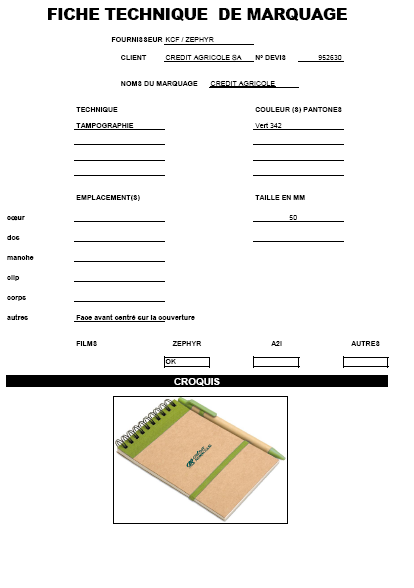 FICHE TECHNIQUE DE MARQUAGE
FOURNISSEUR KCF / ZEPHYR
CLIENT CREDIT AGRICOLE SA N° DEVIS 952630
NOMS DU MARQUAGE CREDIT AGRICOLE
TECHNIQUE COULEUR (S) PANTONES
TAMPOGRAPHIE Vert 342
EMPLACEMENT(S) TAILLE EN MM
cœur 50
dos
manche
clip
corps
autres Face avant centré sur la couverture
FILMS ZEPHYR A2I AUTRES
OK
CROQUIS